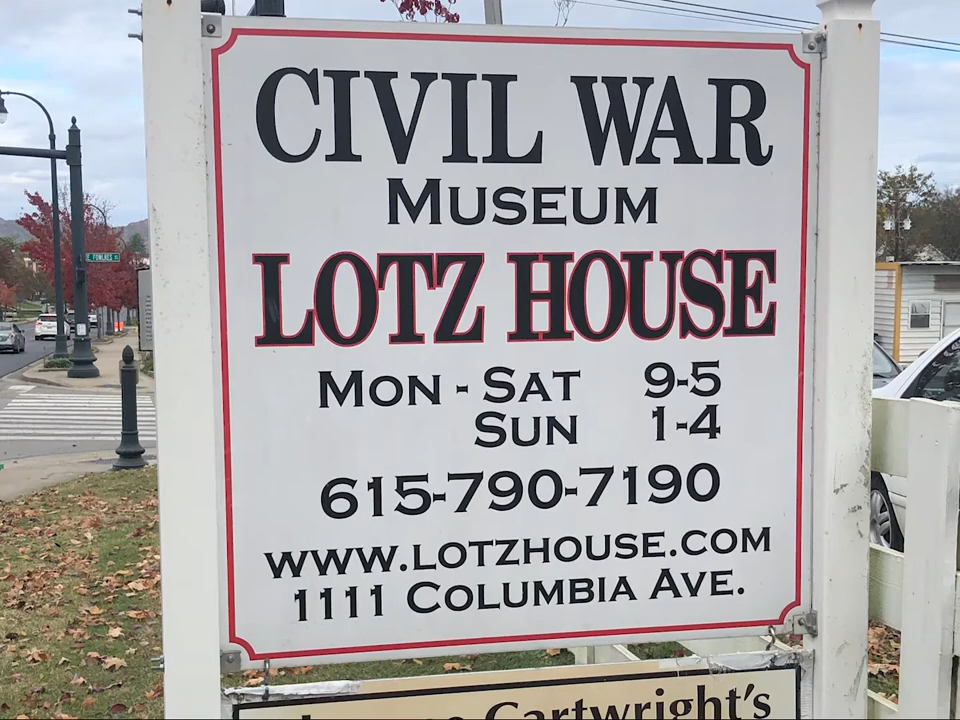 CIVIL WAR
MUSEUM
LOTZ HOUSE
MON - SAT 9-5
SUN 1-4
615-790-7190
WWW.LOTZHOUSE.COM
1111 COLUMBIA AVE.
Cartwright's